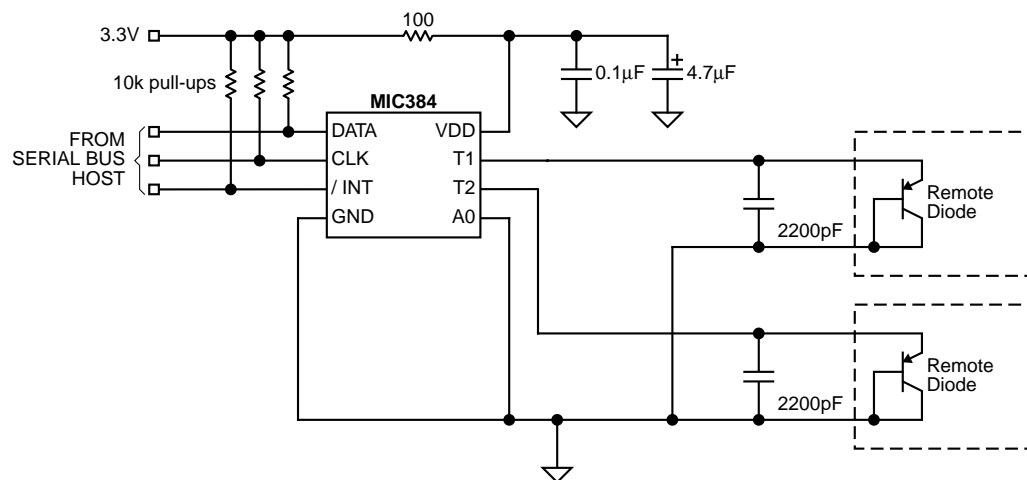 100
3.3V
10k pull-ups
0.1µF
4.7µF
+
MIC384
FROM
SERIAL BUS
HOST
DATA
CLK
/ INT
GND
VDD
T1
T2
A0
Remote
Diode
2200pF
Remote
Diode
2200pF